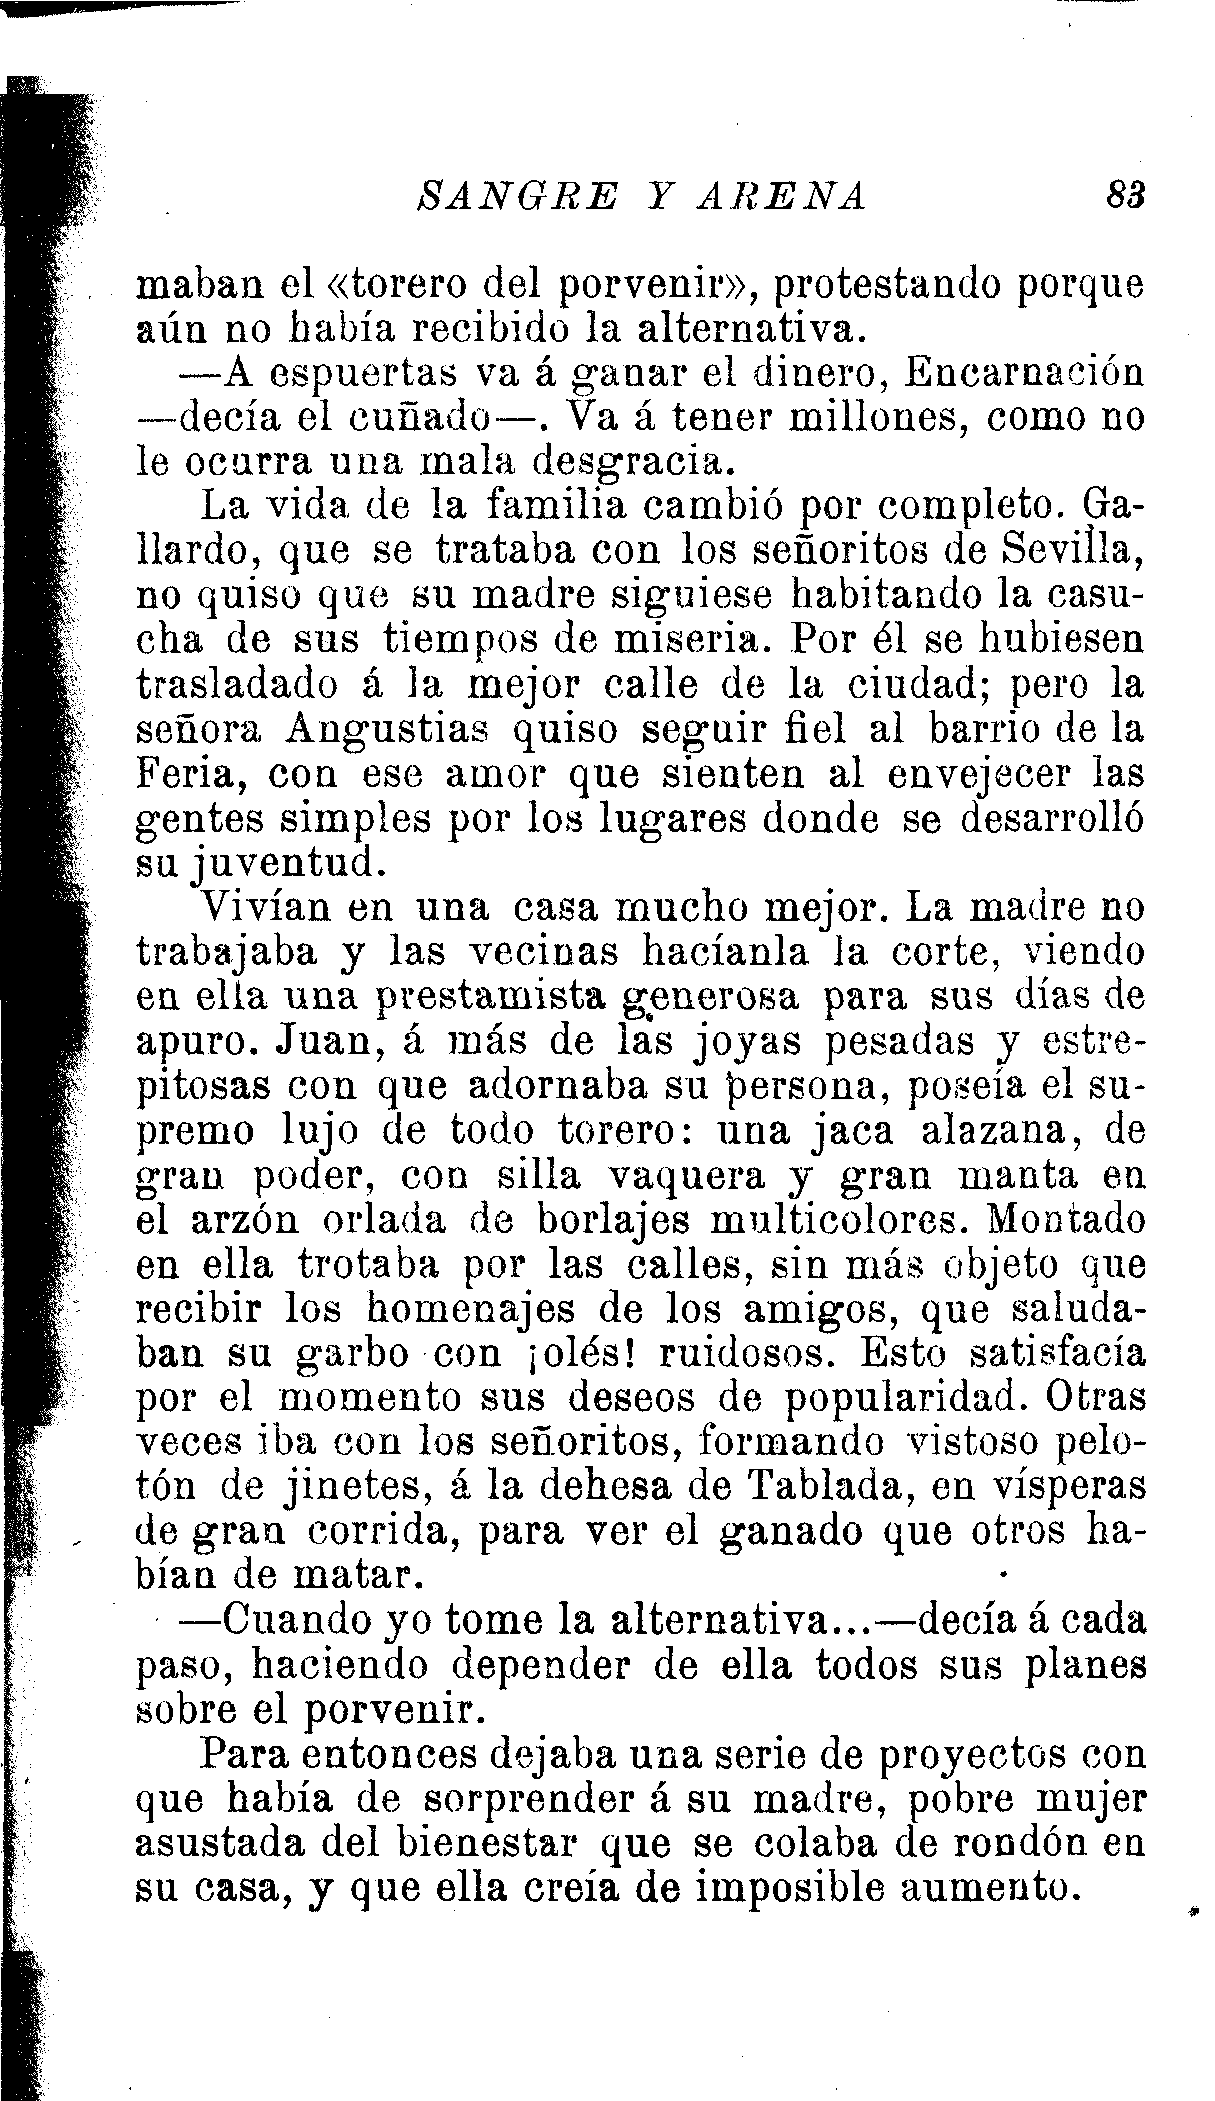 SANGRE Y ARENA 83
maban el «torero del porvenir», protestando porque
aún no había recibido la alternativa.
—A espuertas va á ganar el dinero, Encarnación
—decía el cuñado—. Va á tener millones, como no
le ocurra una mala desgracia.
La vida de la familia cambió por completo. Ga-
llardo, que se trataba con los señoritos de Sevilla,
no quiso que su madre siguiese habitando la casu-
cha de sus tiempos de miseria. Por él se hubiesen
trasladado á la mejor calle de la ciudad; pero la
señora Angustias quiso seguir fiel al barrio de la
Feria, con ese amor que sienten al envejecer las
gentes simples por los lugares donde se desarrolló
su juventud.
Vivían en una casa mucho mejor. La madre no
trabajaba y las vecinas hacíanla la corte, viendo
en ella una prestamista generosa para sus días de
apuro. Juan, á más de las joyas pesadas y estre-
pitosas con que adornaba su persona, poseía el su-
premo lujo de todo torero: una jaca alazana, de
gran poder, con silla vaquera y gran manta en
el arzón orlada de borlajes multicolores. Montado
en ella trotaba por las calles, sin más objeto que
recibir los homenajes de los amigos, que saluda-
ban su garbo con ¡olés! ruidosos. Esto satisfacía
por el momento sus deseos de popularidad. Otras
veces iba con los señoritos, formando vistoso pelo-
tón de jinetes, á la dehesa de Tablada, en vísperas
de gran corrida, para ver el ganado que otros ha-
bían de matar.
—Cuando yo tome la alternativa...—decía á cada
paso, haciendo depender de ella todos sus planes
sobre el porvenir.
Para entonces dejaba una serie de proyectos con
que había de sorprender á su madre, pobre mujer
asustada del bienestar que se colaba de rondón en
su casa, y que ella creía de imposible aumento.